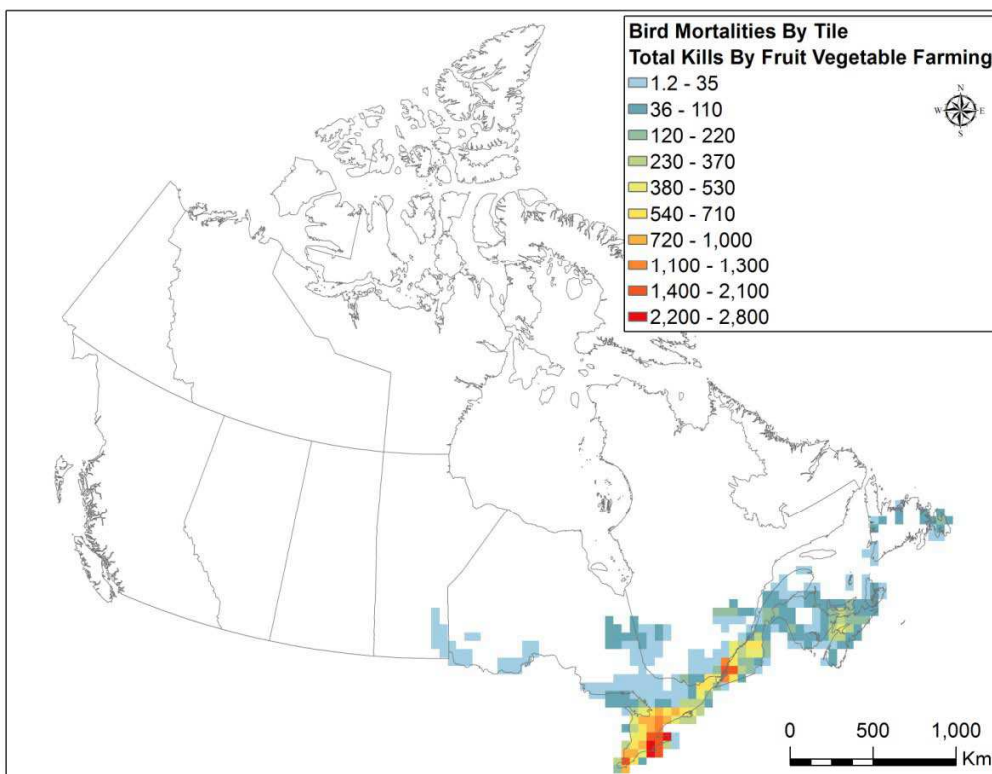 Bird Mortalities By Tile
Total Kills By Fruit Vegetable Farming
1.2 - 35
36 - 110
120 - 220
230 - 370
380 - 530
540 - 710
720 - 1,000
1,100 - 1,300
1,400 - 2,100
2,200 - 2,800
N
W E
S
0 500 1,000
Km